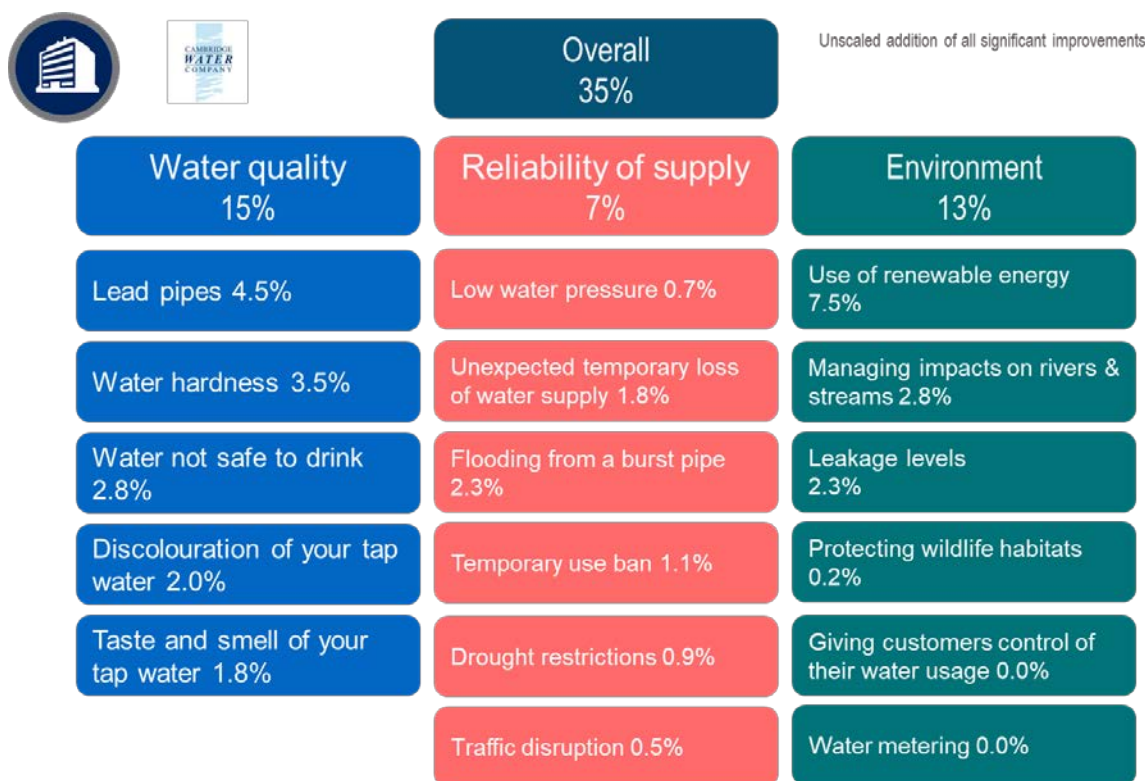 CAMBRIDGE
WATER
COMPANY
Overall
35%
Unscaled addition of all significant improvements
Water quality
15%
Lead pipes 4.5%
Water hardness 3.5%
Water not safe to drink
2.8%
Discolouration of your tap
water 2.0%
Taste and smell of your
tap water 1.8%
Reliability of supply
7%
Low water pressure 0.7%
Unexpected temporary loss
of water supply 1.8%
Flooding from a burst pipe
2.3%
Temporary use ban 1.1%
Drought restrictions 0.9%
Traffic disruption 0.5%
Environment
13%
Use of renewable energy
7.5%
Managing impacts on rivers &
streams 2.8%
Leakage levels
2.3%
Protecting wildlife habitats
0.2%
Giving customers control of
their water usage 0.0%
Water metering 0.0%